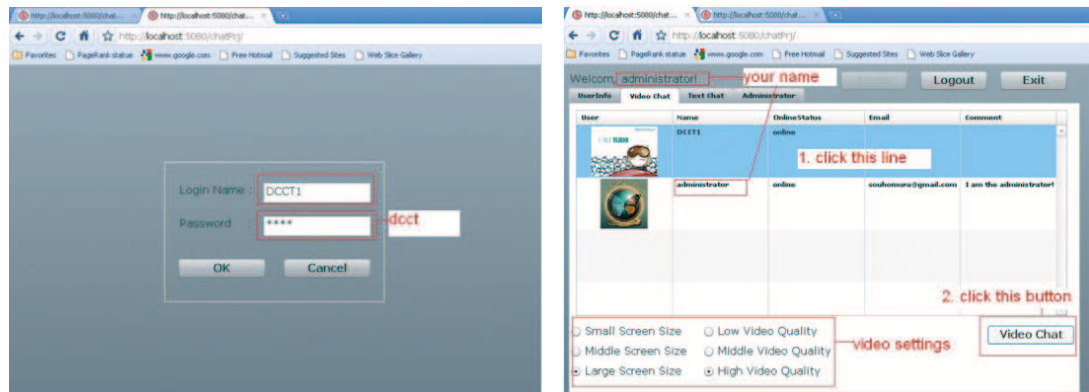 http://localhost:5080/chat...
http://localhost:5080/chat...
http://localhost:5080/chatPrj/
Favorites PageRank status www.google.com Free Hotmail Suggested Sites Web Slice Gallery
Login Name : DCCT1
Password : ****
dcct
OK Cancel
http://localhost:5080/chat...
http://localhost:5080/chat...
http://localhost:5080/chatPrj/
Favorites PageRank status www.google.com Free Hotmail Suggested Sites Web Slice Gallery
Welcom, administrator! your name Logout Exit
UserInfo Video Chat Text Chat Administrator
User Name OnlineStatus Email Comment
DCCT1 online
1. click this line
administrator online souhomura@gmail.com I am the administrator!
2. click this button
Small Screen Size Low Video Quality
Middle Screen Size Middle Video Quality
Large Screen Size High Video Quality
video settings
Video Chat